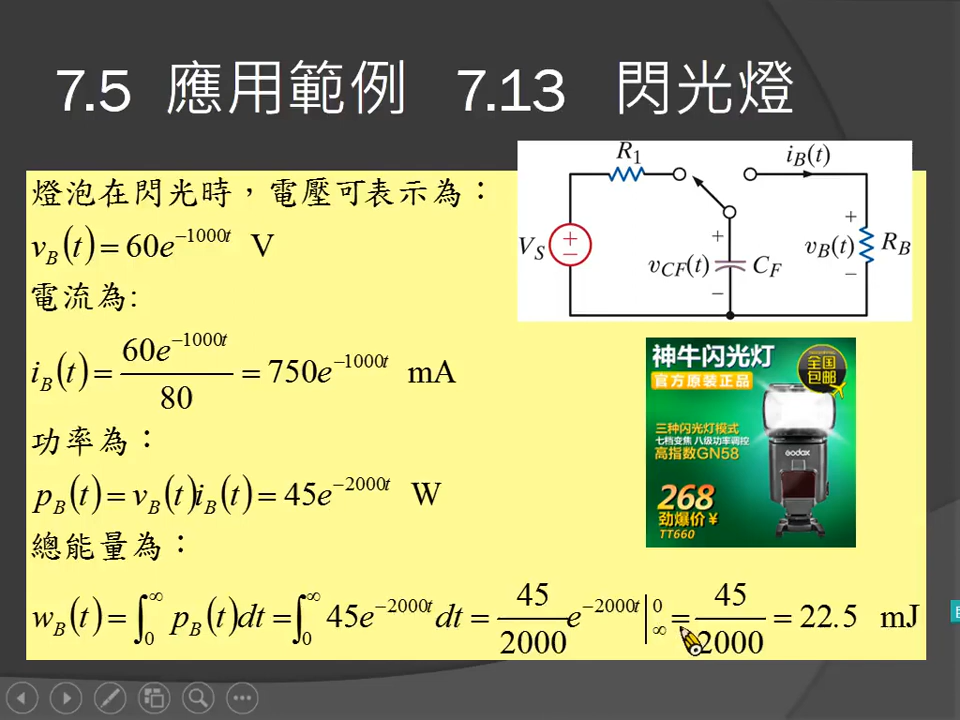 7.5 應用範例 7.13 閃光燈
燈泡在閃光時，電壓可表示為：
v_B(t) = 60e^{-1000t} V
電流為:
i_B(t) = \frac{60e^{-1000t}}{80} = 750e^{-1000t} mA
功率為：
p_B(t) = v_B(t)i_B(t) = 45e^{-2000t} W
總能量為：
w_B(t) = \int_0^∞ p_B(t)dt = \int_0^∞ 45e^{-2000t} dt = \frac{45}{2000}e^{-2000t} |_∞^0 = \frac{45}{2000} = 22.5 mJ
R_1
i_B(t)
V_S
+
−
+
v_CF(t)
−
C_F
+
v_B(t)
−
R_B
神牛闪光灯
官方原装正品
全国
包邮
三种闪光灯模式
七档变焦 八级功率调控
高指数GN58
Godox
268
劲爆价¥
TT660